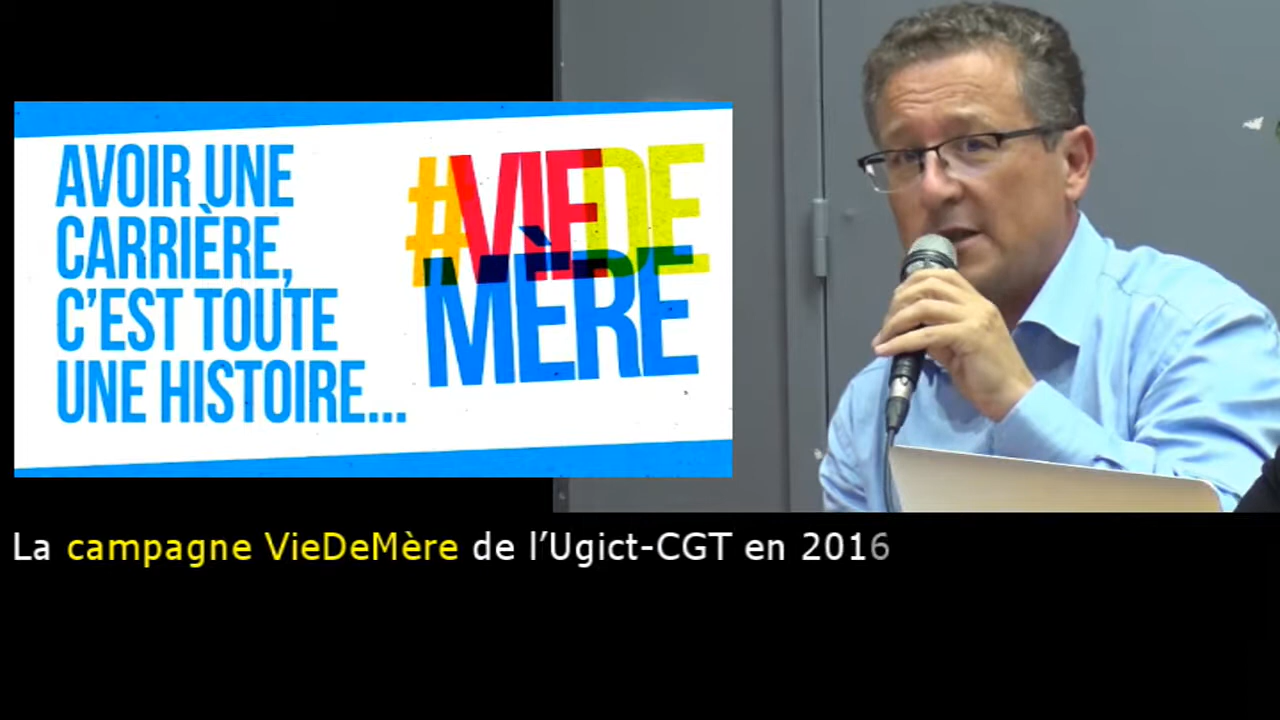 AVOIR UNE
CARRIÈRE,
C'EST TOUTE
UNE HISTOIRE...
#VIEDE
MÈRE
La campagne VieDeMère de l’Ugict-CGT en 2016